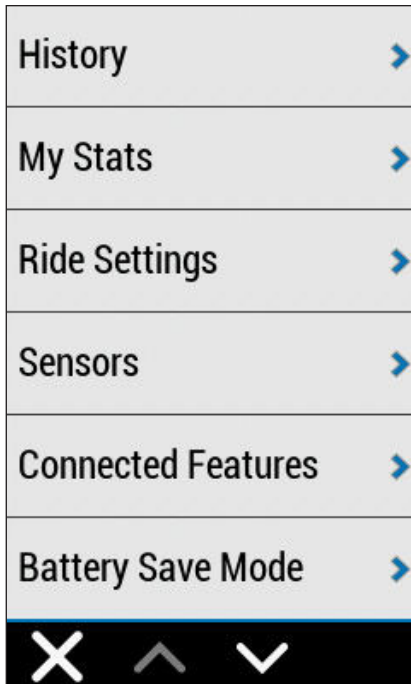 History
My Stats
Ride Settings
Sensors
Connected Features
Battery Save Mode